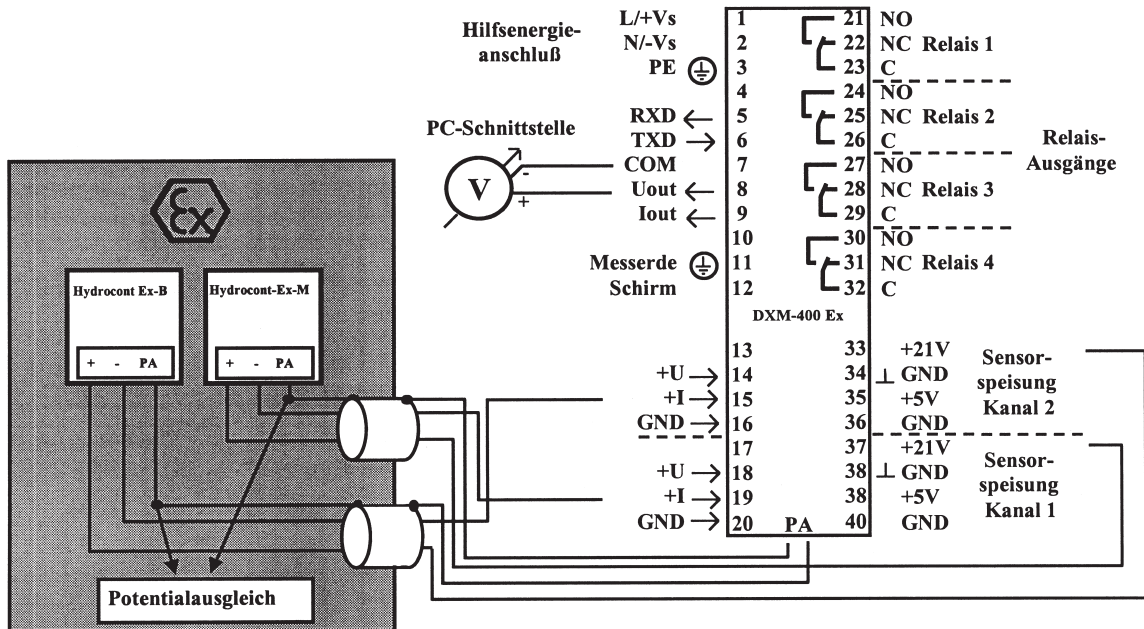 Hilfsenergie-
anschluß
L/+Vs 1 21 NO
N/-Vs 2 22 NC Relais 1
PE 3 23 C
4 24 NO
RXD 5 25 NC Relais 2
TXD 6 26 C
PC-Schnittstelle
COM 7 27 NO
Uout 8 28 NC Relais 3
Iout 9 29 C
V
-
+
10 30 NO
Messerde 11 31 NC Relais 4
Schirm 12 32 C
Relais-
Ausgänge
DXM-400 Ex
13 33 +21V
+U 14 34 ⊥ GND
+I 15 35 +5V
GND 16 36 GND
Sensor-
speisung
Kanal 2
17 37 +21V
+U 18 38 ⊥ GND
+I 19 38 +5V
GND 20 PA 40 GND
Sensor-
speisung
Kanal 1
Ex
Hydrocont Ex-B
+ - PA
Hydrocont-Ex-M
+ - PA
Potentialausgleich